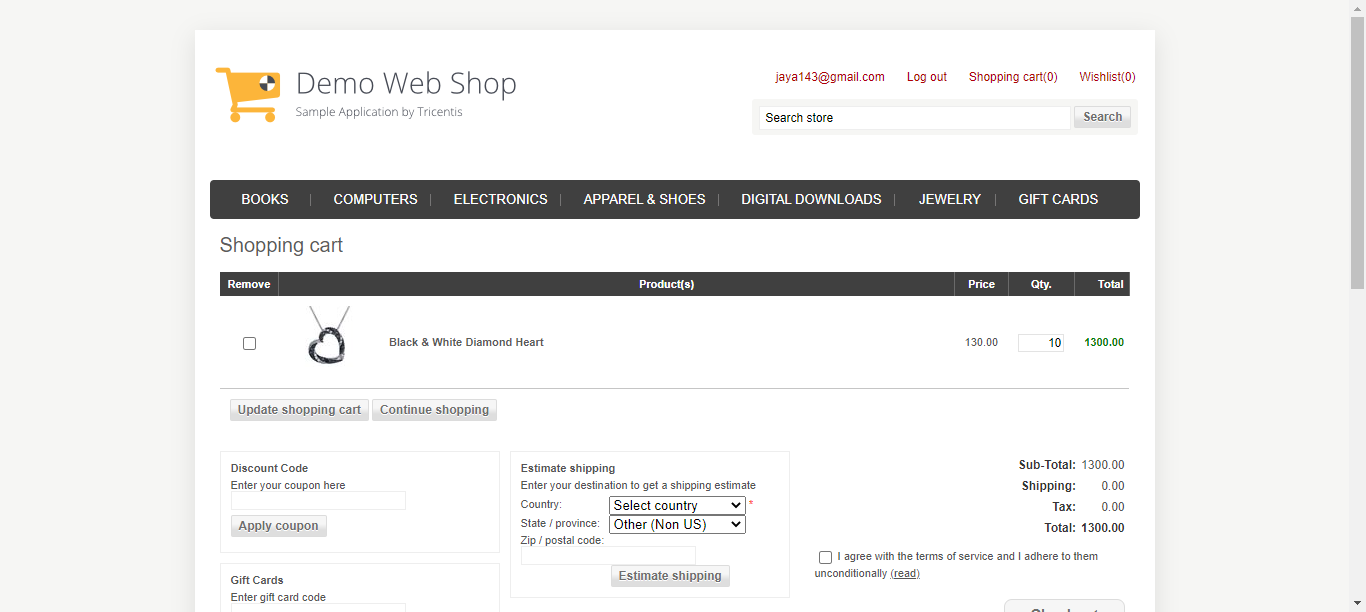 Demo Web Shop
Sample Application by Tricentis
jaya143@gmail.com Log out Shopping cart(0) Wishlist(0)
Search store Search
BOOKS COMPUTERS ELECTRONICS APPAREL & SHOES DIGITAL DOWNLOADS JEWELRY GIFT CARDS
Shopping cart
Remove Product(s) Price Qty. Total
Black & White Diamond Heart 130.00 10 1300.00
Update shopping cart Continue shopping
Discount Code
Enter your coupon here
Apply coupon
Gift Cards
Enter gift card code
Estimate shipping
Enter your destination to get a shipping estimate
Country: Select country *
State / province: Other (Non US)
Zip / postal code:
Estimate shipping
Sub-Total: 1300.00
Shipping: 0.00
Tax: 0.00
Total: 1300.00
I agree with the terms of service and I adhere to them
unconditionally (read)